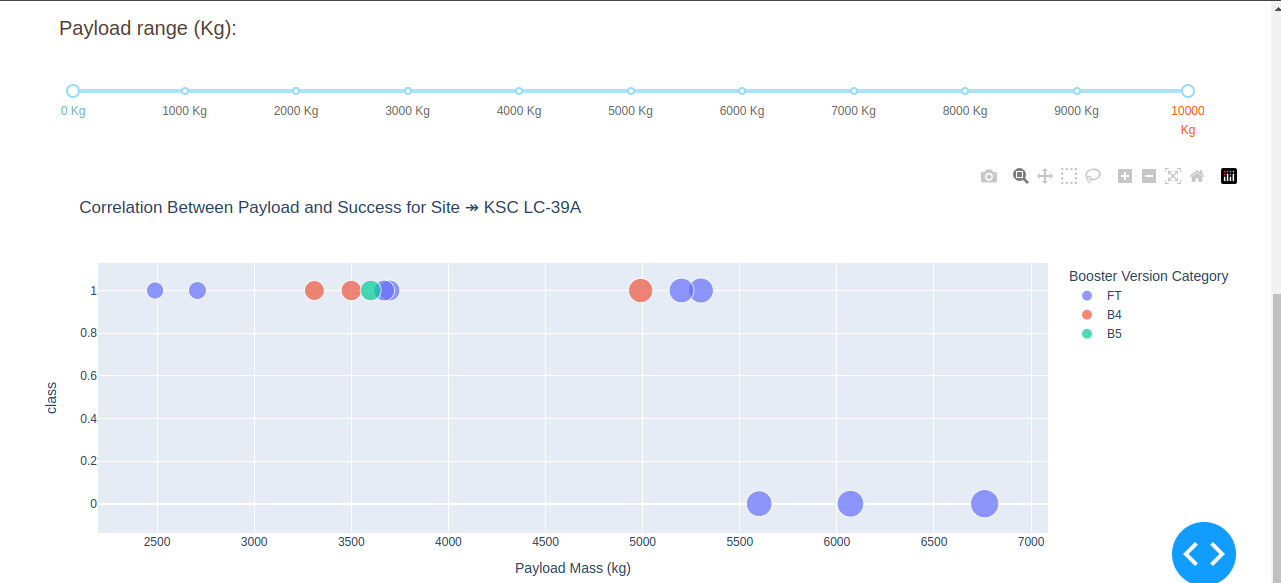 Payload range (Kg):
0 Kg 1000 Kg 2000 Kg 3000 Kg 4000 Kg 5000 Kg 6000 Kg 7000 Kg 8000 Kg 9000 Kg 10000
Kg
Correlation Between Payload and Success for Site ↠ KSC LC-39A
Booster Version Category
FT
B4
B5
class
1
0.8
0.6
0.4
0.2
0
2500 3000 3500 4000 4500 5000 5500 6000 6500 7000
Payload Mass (kg)